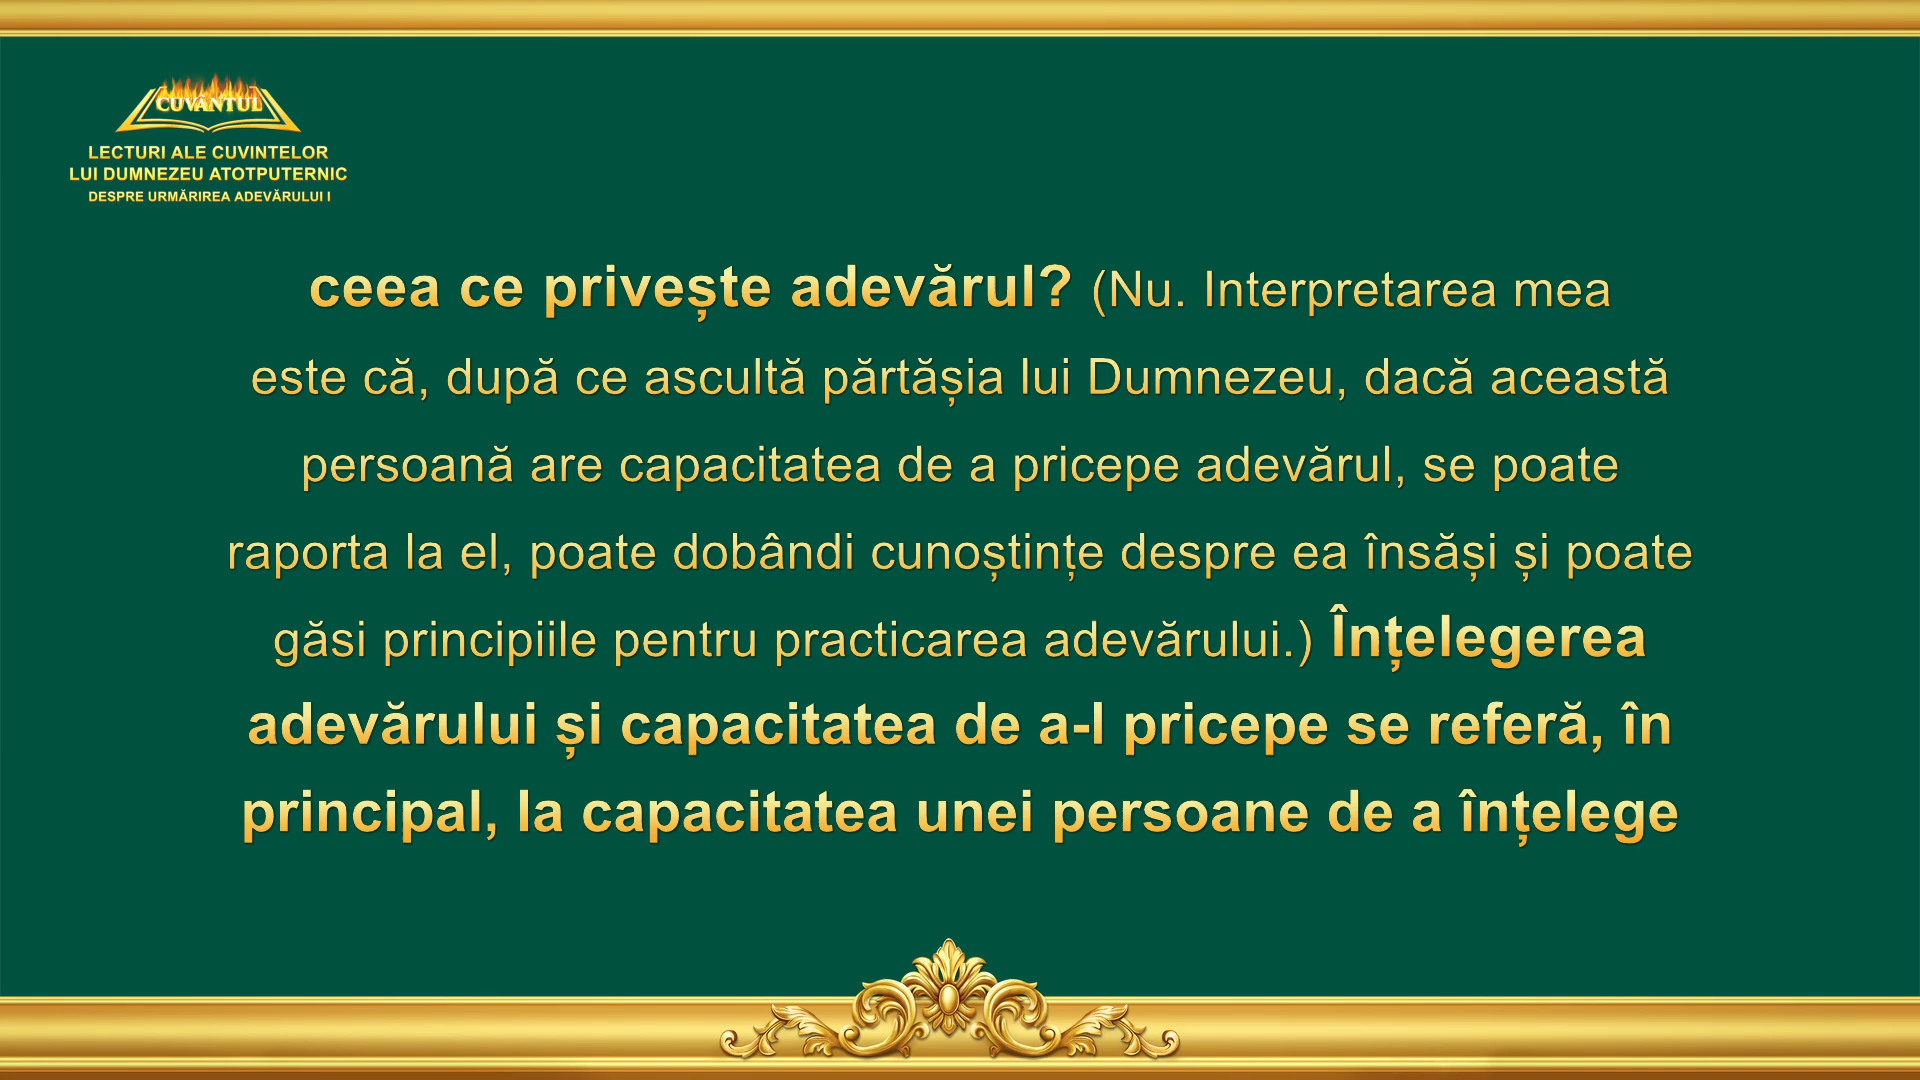 CUVÂNTUL
LECTURI ALE CUVINTELOR
LUI DUMNEZEU ATOTPUTERNIC
DESPRE URMĂRIREA ADEVĂRULUI I
ceea ce privește adevărul? (Nu. Interpretarea mea
este că, după ce ascultă părtășia lui Dumnezeu, dacă această
persoană are capacitatea de a pricepe adevărul, se poate
raporta la el, poate dobândi cunoștințe despre ea însăși și poate
găsi principiile pentru practicarea adevărului.) Înțelegerea
adevărului și capacitatea de a-l pricepe se referă, în
principal, la capacitatea unei persoane de a înțelege